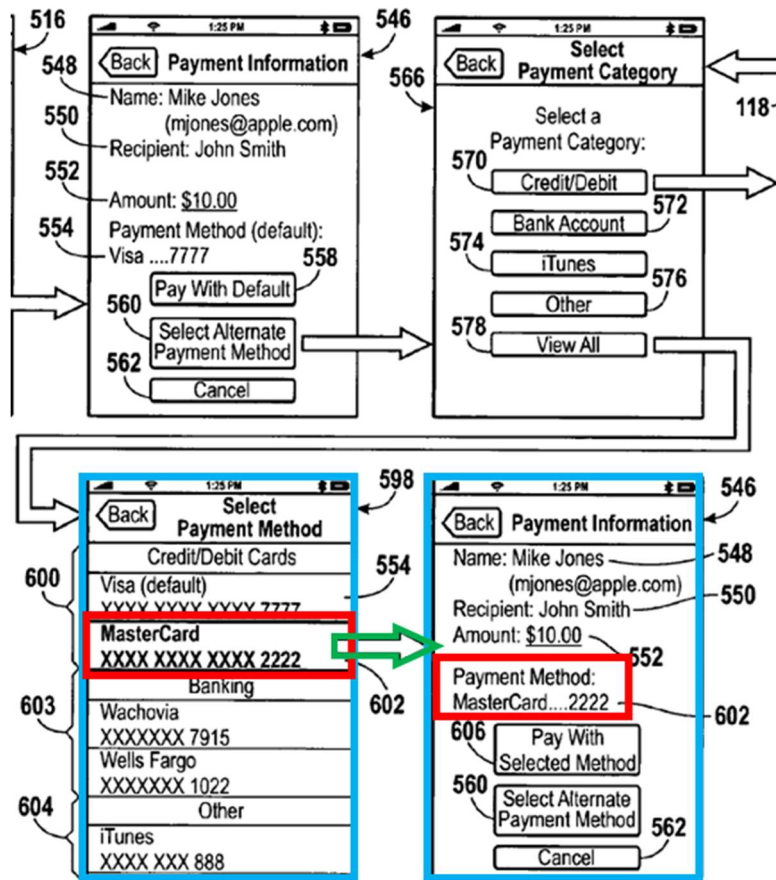 516
1:25 PM
Back Payment Information
546
548
Name: Mike Jones
(mjones@apple.com)
550
Recipient: John Smith
552
Amount: $10.00
554
Payment Method (default):
Visa ....7777
558
Pay With Default
560
Select Alternate
Payment Method
562
Cancel
1:25 PM
Back Select
Payment Category
566
118
Select a
Payment Category:
570
Credit/Debit
572
Bank Account
574
iTunes
576
Other
578
View All
1:25 PM
Back Select
Payment Method
598
600
Credit/Debit Cards
554
Visa (default)
XXXX XXXX XXXX 7777
MasterCard
XXXX XXXX XXXX 2222
602
603
Banking
Wachovia
XXXXXXX 7915
Wells Fargo
XXXXXXX 1022
604
Other
iTunes
XXXX XXX 888
1:25 PM
Back Payment Information
546
Name: Mike Jones
548
(mjones@apple.com)
550
Recipient: John Smith
Amount: $10.00
552
Payment Method:
MasterCard....2222
602
606
Pay With
Selected Method
560
Select Alternate
Payment Method
562
Cancel